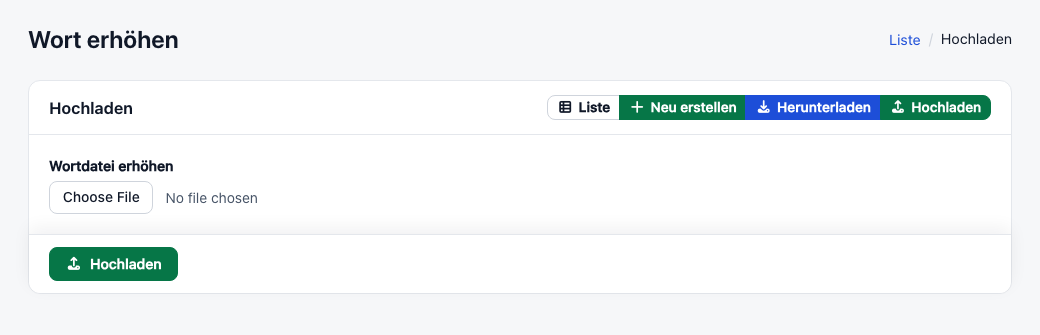 Wort erhöhen
Liste / Hochladen
Hochladen
Liste Neu erstellen Herunterladen Hochladen
Wortdatei erhöhen
Choose File No file chosen
Hochladen